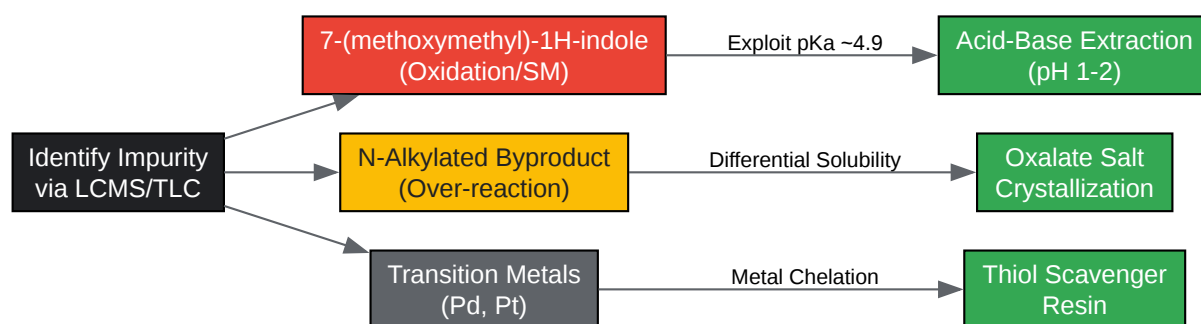 7-(methoxymethyl)-1H-indole
(Oxidation/SM)
Exploit pKa ~4.9
Acid-Base Extraction
(pH 1-2)
Identify Impurity
via LCMS/TLC
N-Alkylated Byproduct
(Over-reaction)
Differential Solubility
Oxalate Salt
Crystallization
Transition Metals
(Pd, Pt)
Metal Chelation
Thiol Scavenger
Resin